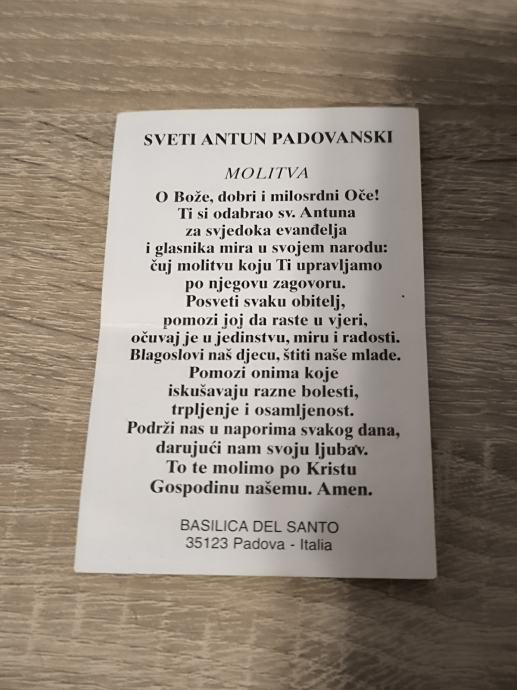 SVETI ANTUN PADOVANSKI
MOLITVA
O Bože, dobri i milosrdni Oče!
Ti si odabrao sv. Antuna
za svjedoka evanđelja
i glasnika mira u svojem narodu:
čuj molitvu koju Ti upravljamo
po njegovu zagovoru.
Posveti svaku obitelj,
pomozi joj da raste u vjeri,
očuvaj je u jedinstvu, miru i radosti.
Blagoslovi naš djecu, štiti naše mlade.
Pomozi onima koje
iskušavaju razne bolesti,
trpljenje i osamljenost.
Podrži nas u naporima svakog dana,
darujući nam svoju ljubav.
To te molimo po Kristu
Gospodinu našemu. Amen.
BASILICA DEL SANTO
35123 Padova - Italia